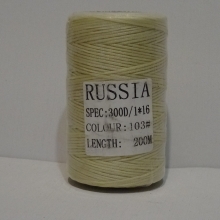 RUSSIA
SPEC:300D/1*16
COLOUR:103#
LENGTH: 200M